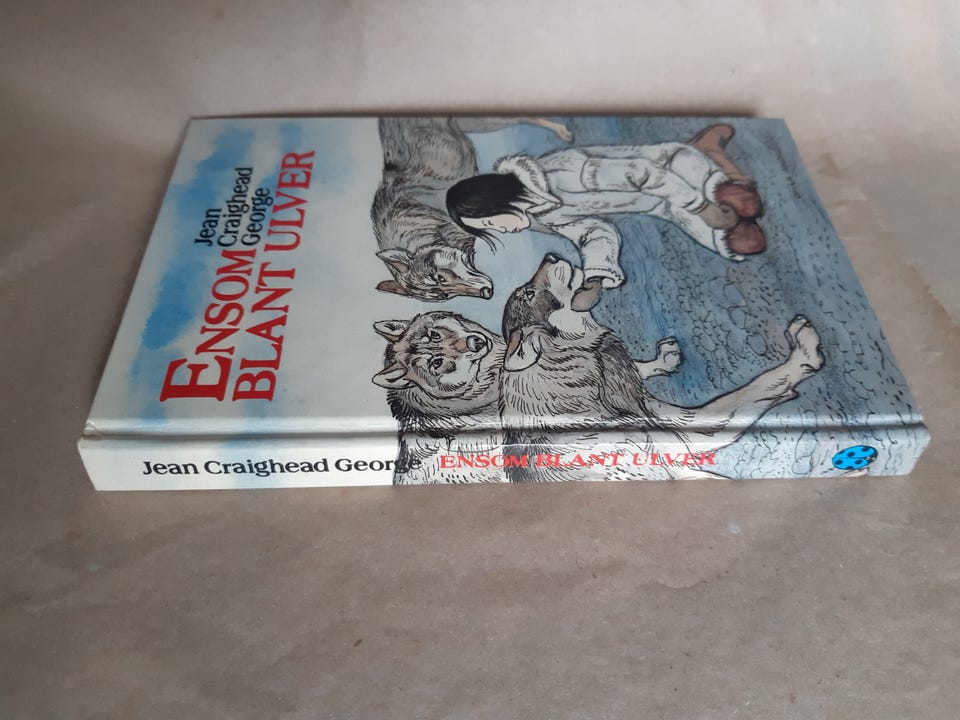 Jean
Craighead
George
ENSOM
BLANT ULVER
Jean Craighead George ENSOM BLANT ULVER